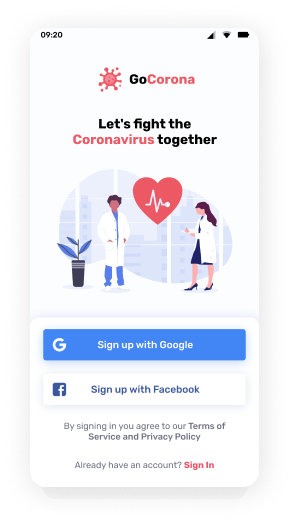 09:20
GoCorona
Let's fight the
Coronavirus together
Sign up with Google
Sign up with Facebook
By signing in you agree to our Terms of
Service and Privacy Policy
Already have an account? Sign In